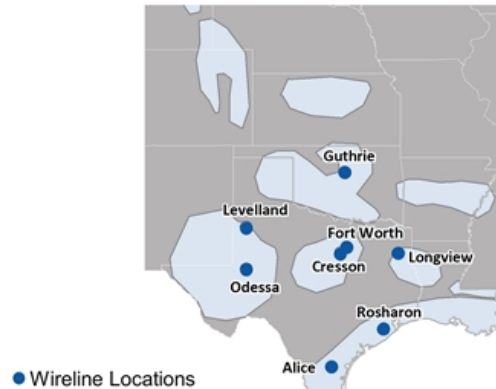 Guthrie
Levelland
Fort Worth
Cresson
Longview
Odessa
Rosharon
Alice
Wireline Locations